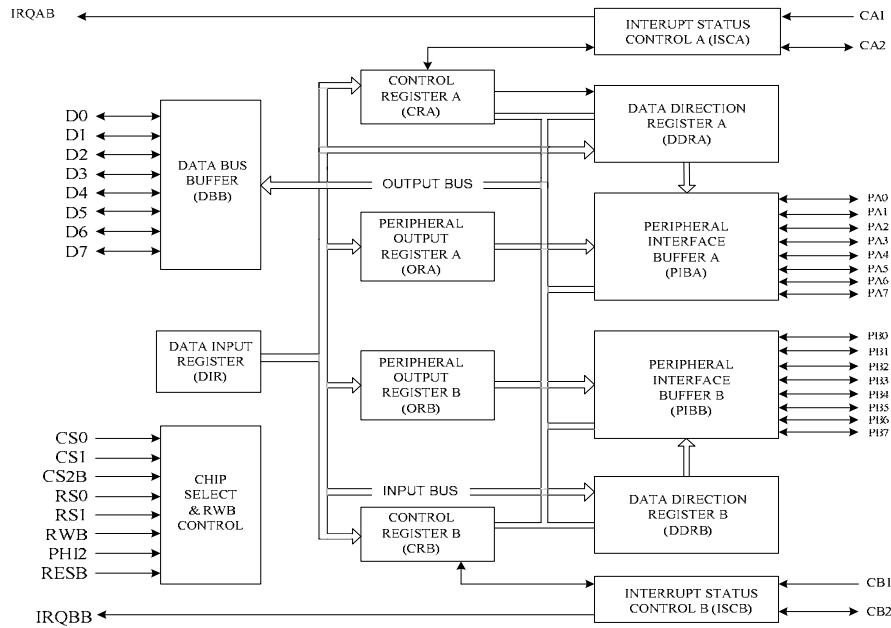 IRQAB
INTERUPT STATUS
CONTROL A (ISCA)
CA1
CA2
CONTROL
REGISTER A
(CRA)
DATA DIRECTION
REGISTER A
(DDRA)
D0
D1
D2
D3
D4
D5
D6
D7
DATA BUS
BUFFER
(DBB)
OUTPUT BUS
PERIPHERAL
OUTPUT
REGISTER A
(ORA)
PERIPHERAL
INTERFACE
BUFFER A
(PIBA)
PA0
PA1
PA2
PA3
PA4
PA5
PA6
PA7
DATA INPUT
REGISTER
(DIR)
PERIPHERAL
OUTPUT
REGISTER B
(ORB)
PERIPHERAL
INTERFACE
BUFFER B
(PIBB)
PB0
PB1
PB2
PB3
PB4
PB5
PB6
PB7
CS0
CS1
CS2B
RS0
RS1
RWB
PHI2
RESB
CHIP
SELECT
& RWB
CONTROL
INPUT BUS
CONTROL
REGISTER B
(CRB)
DATA DIRECTION
REGISTER B
(DDRB)
INTERRUPT STATUS
CONTROL B (ISCB)
CB1
CB2
IRQBB